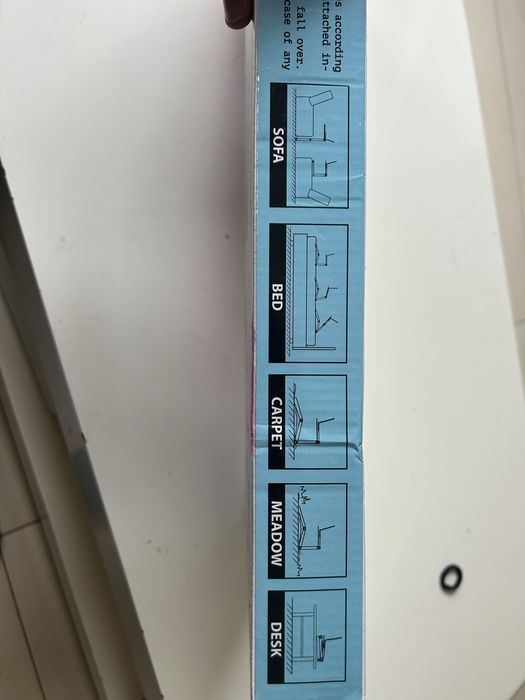 s according
ttached in-
fall over.
case of any
SOFA
BED
CARPET
MEADOW
DESK